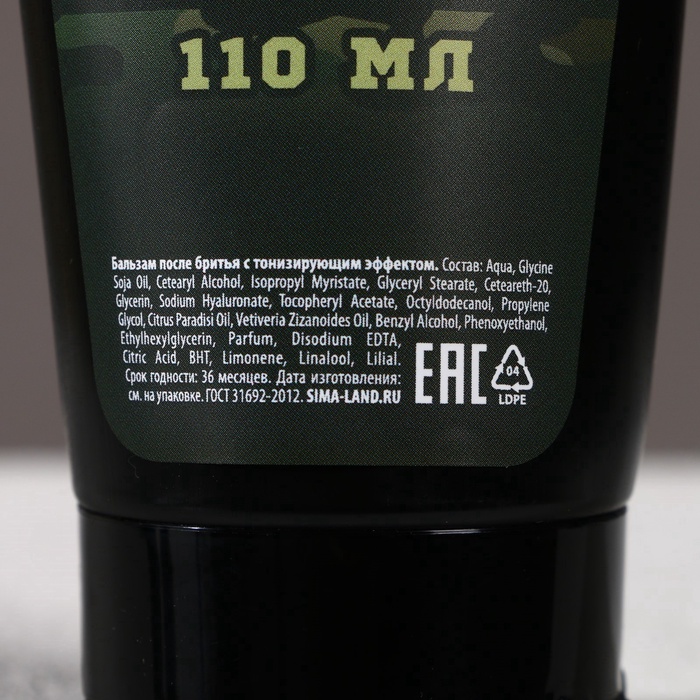 110 МЛ
Бальзам после бритья с тонизирующим эффектом. Состав: Aqua, Glycine
Soja Oil, Cetearyl Alcohol, Isopropyl Myristate, Glyceryl Stearate, Ceteareth-20,
Glycerin, Sodium Hyaluronate, Tocopheryl Acetate, Octyldodecanol, Propylene
Glycol, Citrus Paradisi Oil, Vetiveria Zizanoides Oil, Benzyl Alcohol, Phenoxyethanol,
Ethylhexylglycerin, Parfum, Disodium EDTA,
Citric Acid, BHT, Limonene, Linalool, Lilial.
Срок годности: 36 месяцев. Дата изготовления:
см. на упаковке. ГОСТ 31692-2012. SIMA-LAND.RU
EAC
04
LDPE